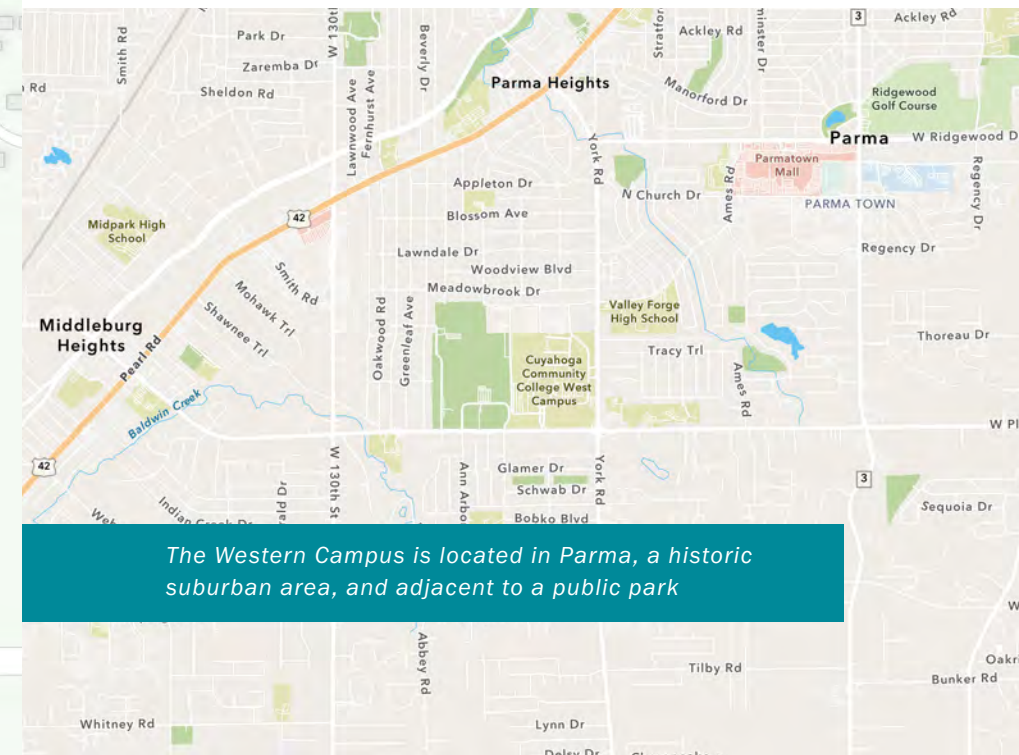 3
Ackley Rd
Park Dr
Smith Rd
W 130th
Beverly Dr
Ackley Rd
Zaremba Dr
Rd
Sheldon Rd
Lawnwood Ave
Fernhurst Ave
Parma Heights
Manorford Dr
Ridgewood
Golf Course
Parma
W Ridgewood D
York Rd
Parmatown
Mall
Ames Rd
Regency Dr
Appleton Dr
N Church Dr
PARMA TOWN
Blossom Ave
42
Midpark High
School
Lawndale Dr
Regency Dr
Woodview Blvd
Smith Rd
Meadowbrook Dr
Mohawk Trl
Oakwood Rd
Greenleaf Ave
Valley Forge
High School
Shawnee Trl
Middleburg
Heights
Pearl Rd
Thoreau Dr
Tracy Trl
Cuyahoga
Community
College West
Campus
Ames Rd
Baldwin Creek
W Pl
42
W 130th St
Glamer Dr
Ann Arbo
York Rd
3
Schwab Dr
Sequoia Dr
Bobko Blvd
The Western Campus is located in Parma, a historic
suburban area, and adjacent to a public park
W
Abbey Rd
Tilby Rd
Oakri
Bunker Rd
Whitney Rd
Lynn Dr